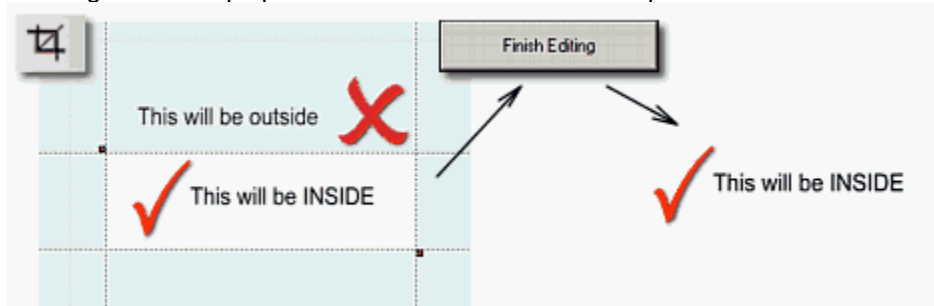 Finish Editing
This will be outside
This will be INSIDE
This will be INSIDE